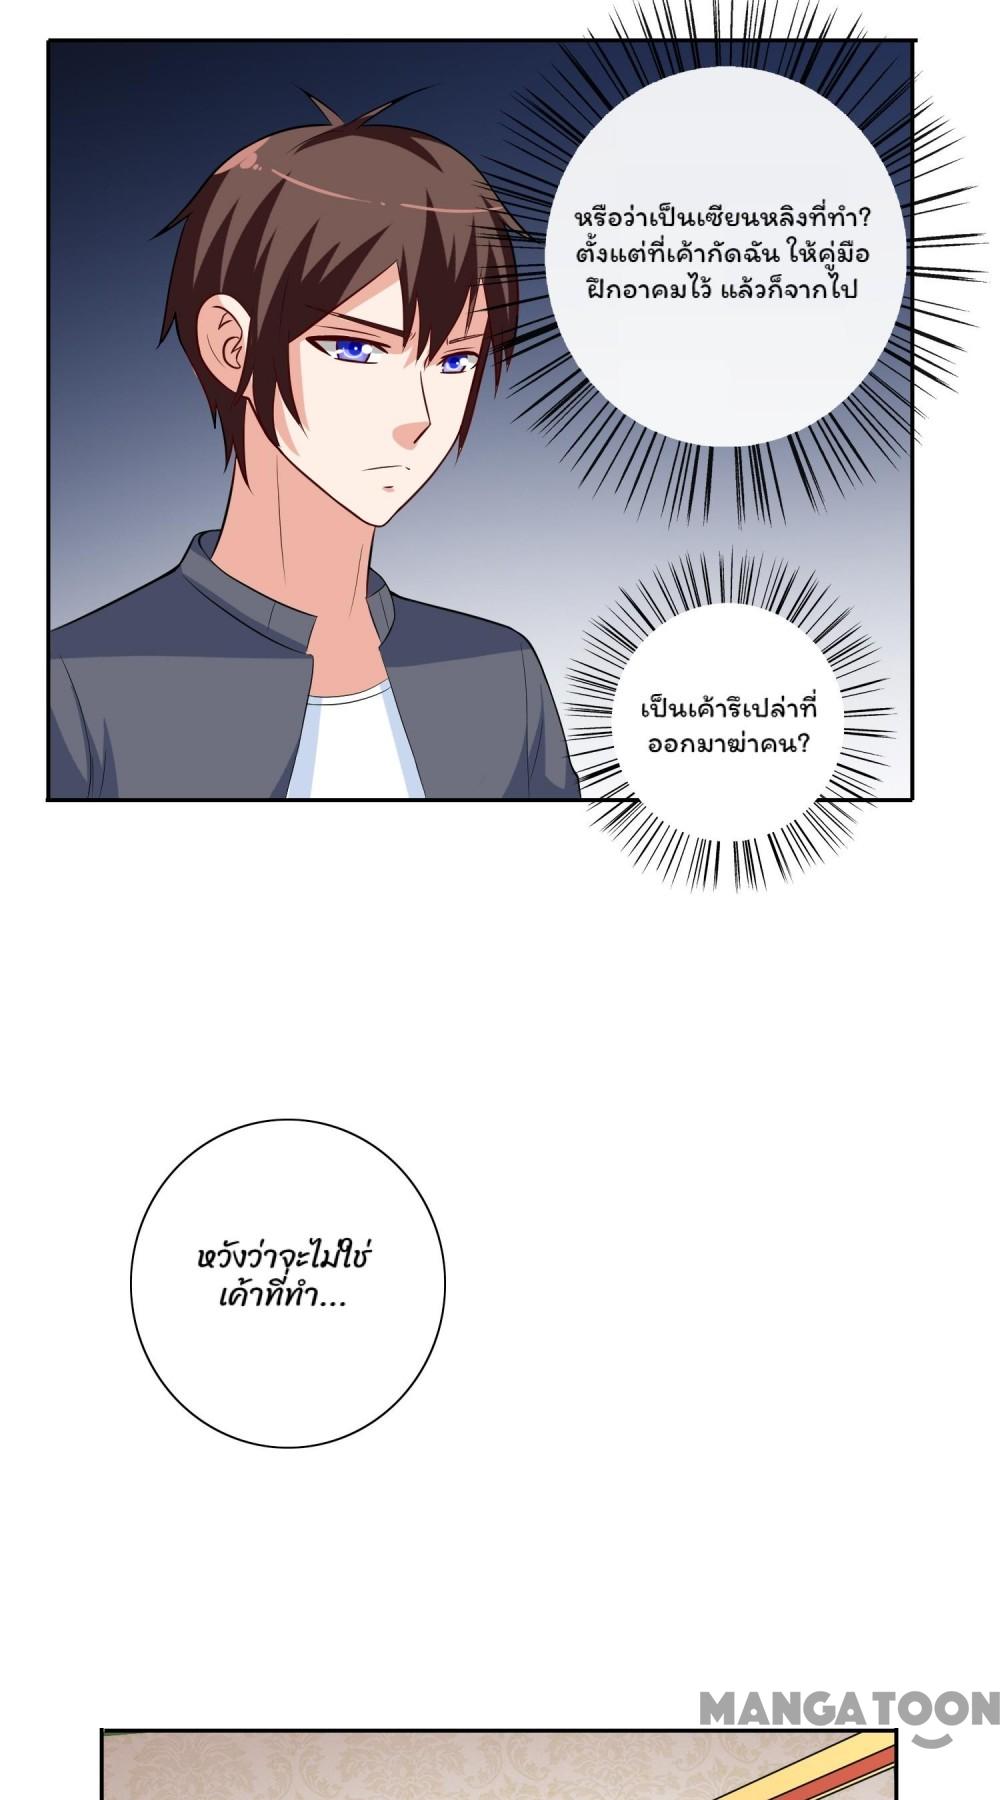 หรือว่าเป็นเซียนหลิงที่ทำ?
ตั้งแต่ที่เค้ากัดฉัน ให้คู่มือ
ฝึกอาคมไว้ แล้วก็จากไป
เป็นเค้ารึเปล่าที่
ออกมาฆ่าคน?
หวังว่าจะไม่ใช่
เค้าที่ทำ...
MANGATOON